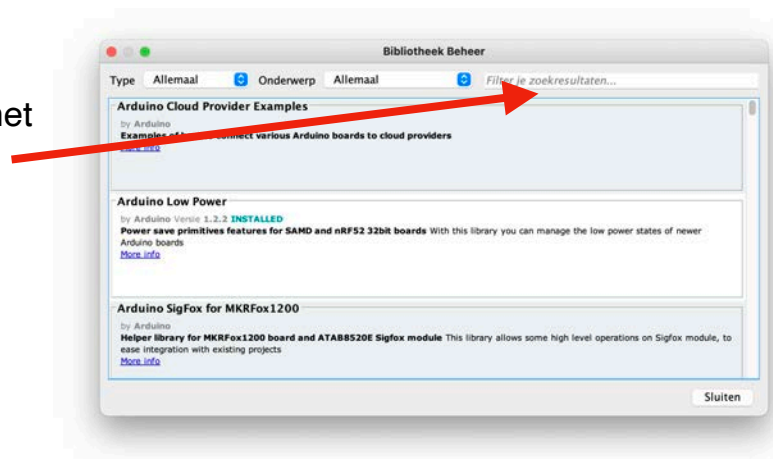 Bibliotheek Beheer
Type Allemaal Onderwerp Allemaal Filter je zoekresultaten...
net
Arduino Cloud Provider Examples
by Arduino
Examples of connect various Arduino boards to cloud providers
More info
Arduino Low Power
by Arduino Versie 1.2.2 INSTALLED
Power save primitives features for SAMD and nRF52 32bit boards With this library you can manage the low power states of newer
Arduino boards
More info
Arduino SigFox for MKRFox1200
by Arduino
Helper library for MKRFox1200 board and ATAB8520E Sigfox module This library allows some high level operations on Sigfox module, to
ease integration with existing projects
More info
Sluiten